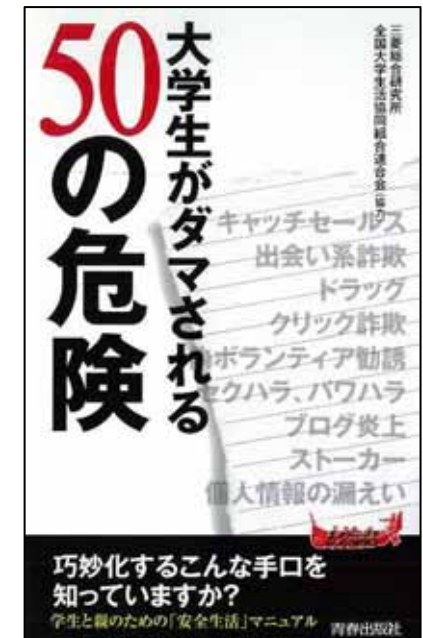 三菱総合研究所
全国大学生活協同組合連合会(協力)
大学生がダマされる
50の危険
キャッチセールス
出会い系詐欺
ドラッグ
クリック詐欺
ボランティア勧誘
セクハラ、パワハラ
ブログ炎上
ストーカー
個人情報の漏えい
巧妙化するこんな手口を
知っていますか?
学生と親のための「安全生活」マニュアル
青春出版社